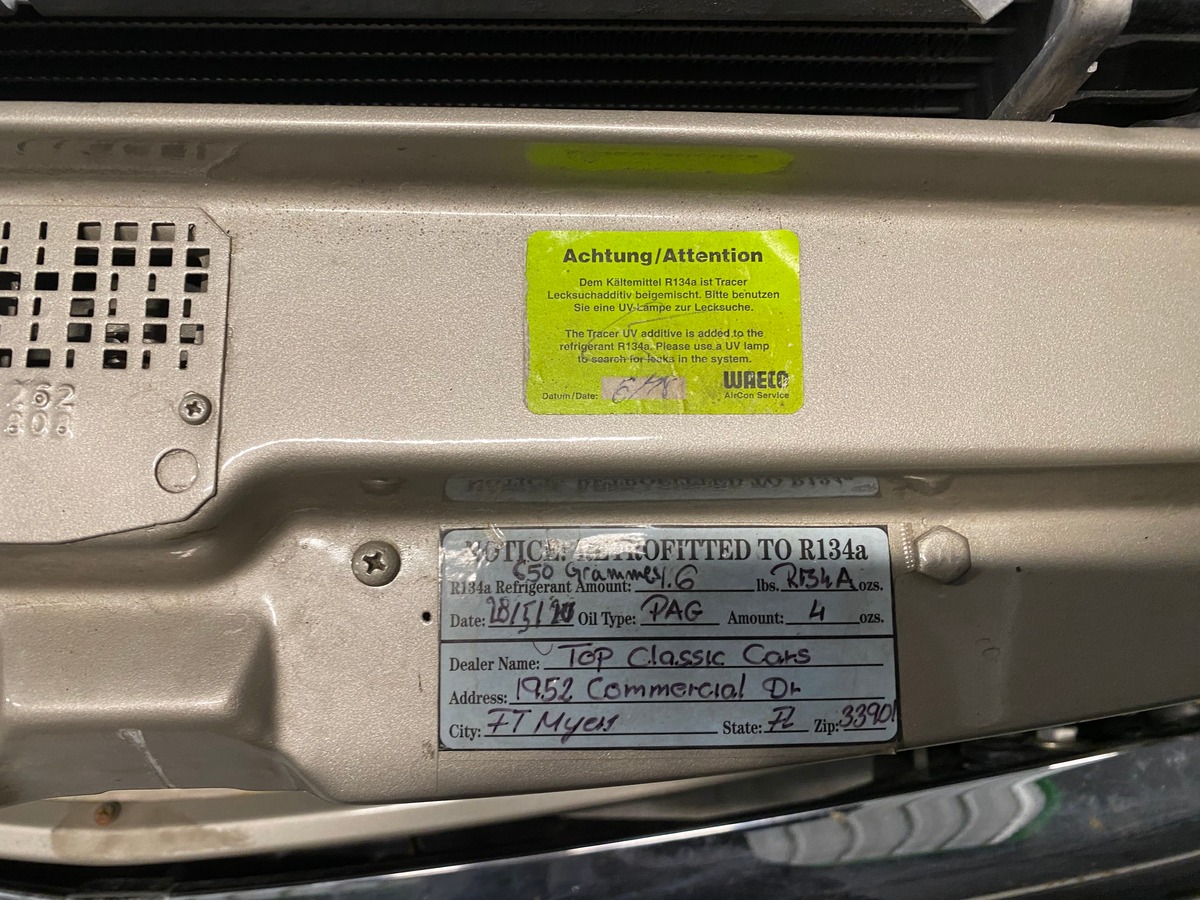 Achtung/Attention
Dem Kältemittel R134a ist Tracer
Lecksuchadditiv beigemischt. Bitte benutzen
Sie eine UV-Lampe zur Lecksuche.
The Tracer UV additive is added to the
refrigerant R134a. Please use a UV lamp
to search for leaks in the system.
WAECO
Datum/Date:
AirCon Service
762
808
NOTICE: RETROFITTED TO R134a
650 Grammes
R134a Refrigerant Amount: 1.6 lbs. R134A ozs.
Date: 28/5/ Oil Type: PAG Amount: 4 ozs.
Dealer Name: Top Classic Cars
Address: 1952 Commercial Dr
City: FT Myers State: FL Zip: 33901